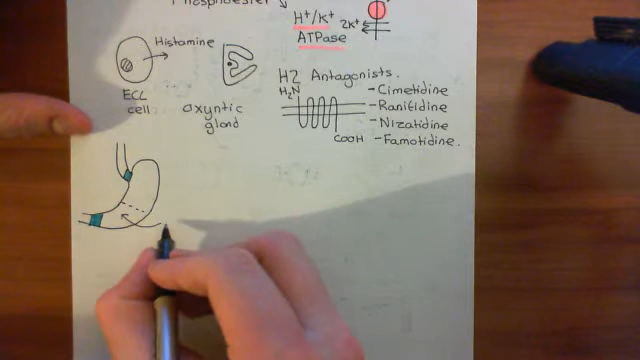 Phosphodiester
H⁺/K⁺
ATPase
2K⁺
Histamine
ECL
cell
oxyntic
gland
H2 Antagonists.
H₂N
COOH
- Cimetidine
- Ranitidine
- Nizatidine
- Famotidine.